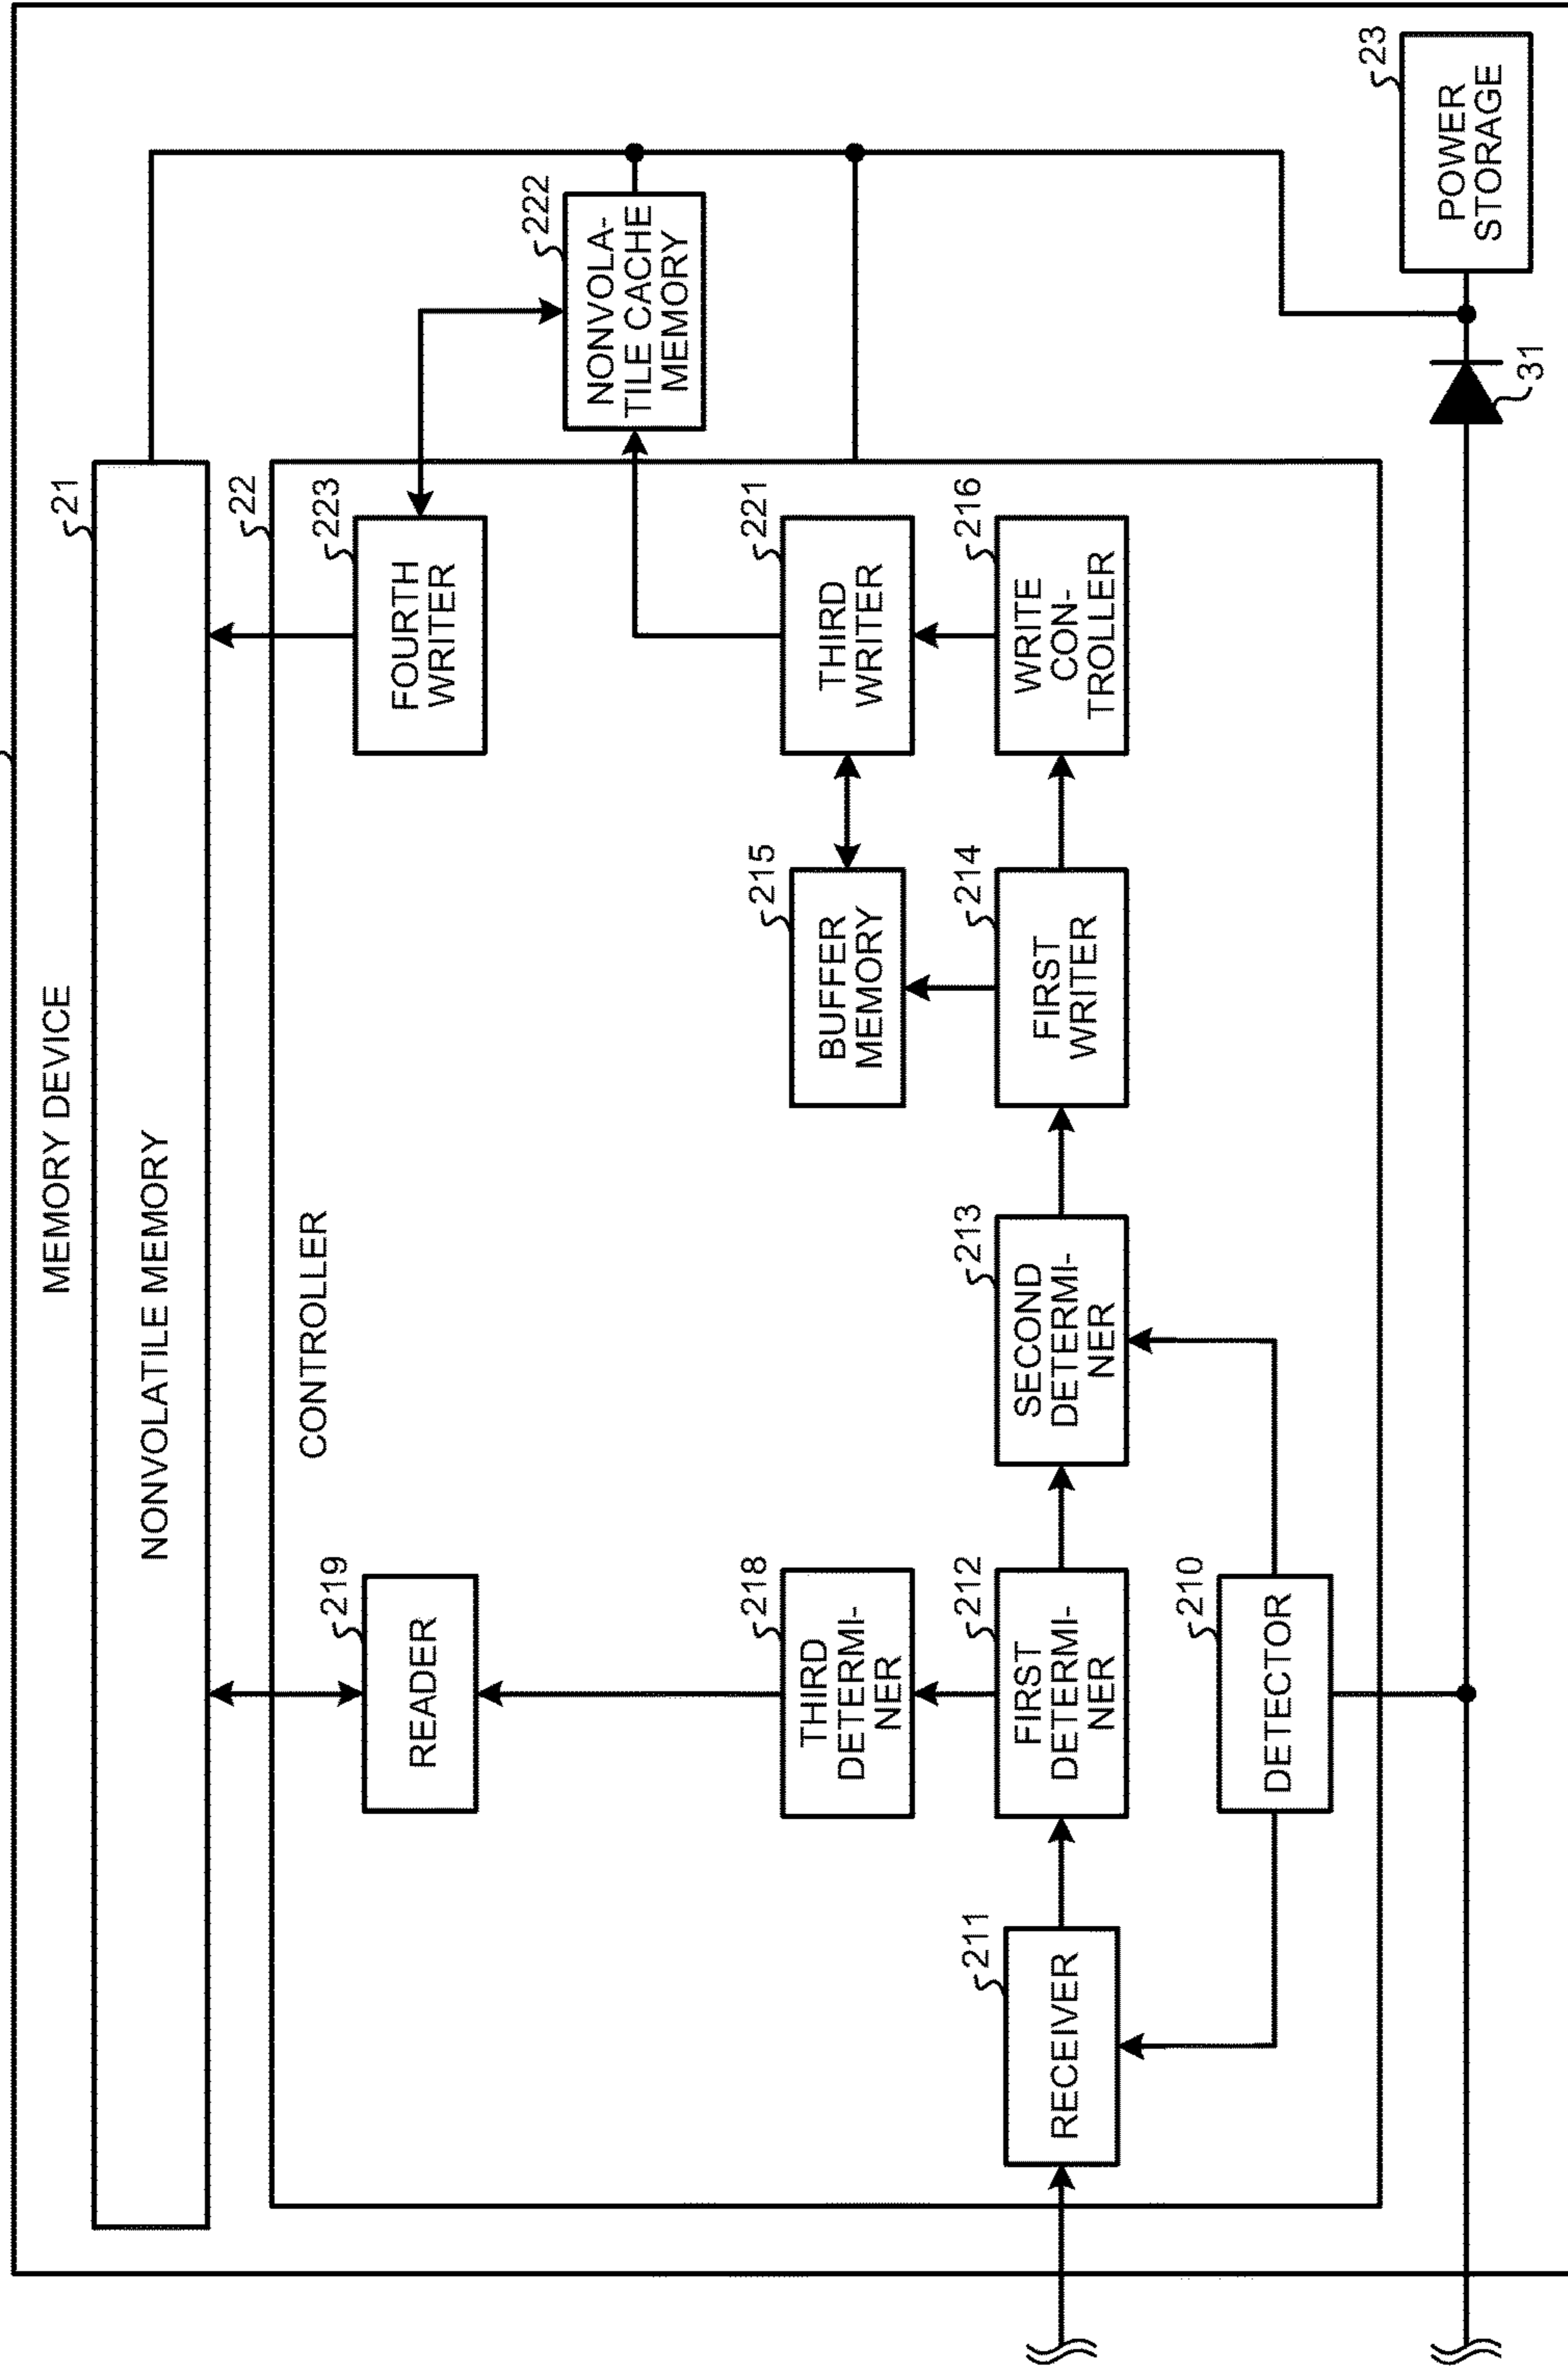 MEMORY DEVICE
21
NONVOLATILE MEMORY
22
CONTROLLER
219
READER
223
FOURTH
WRITER
222
NONVOLA-
TILE CACHE
MEMORY
218
THIRD
DETERMI-
NER
215
BUFFER
MEMORY
221
THIRD
WRITER
211
RECEIVER
212
FIRST
DETERMI-
NER
213
SECOND
DETERMI-
NER
214
FIRST
WRITER
216
WRITE
CON-
TROLLER
210
DETECTOR
31
23
POWER
STORAGE